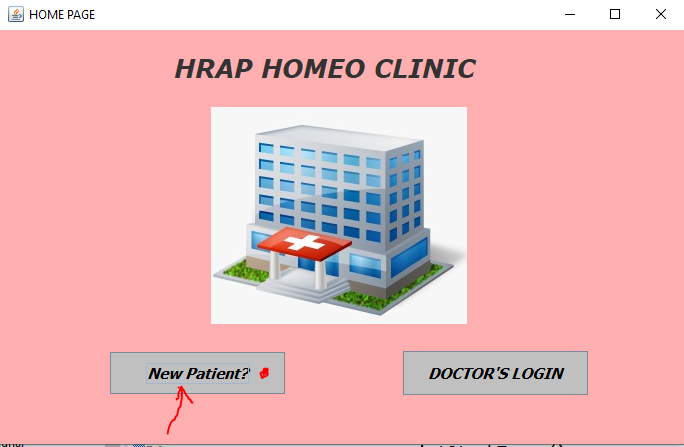 HOME PAGE
HRAP HOMEO CLINIC
New Patient?
DOCTOR'S LOGIN